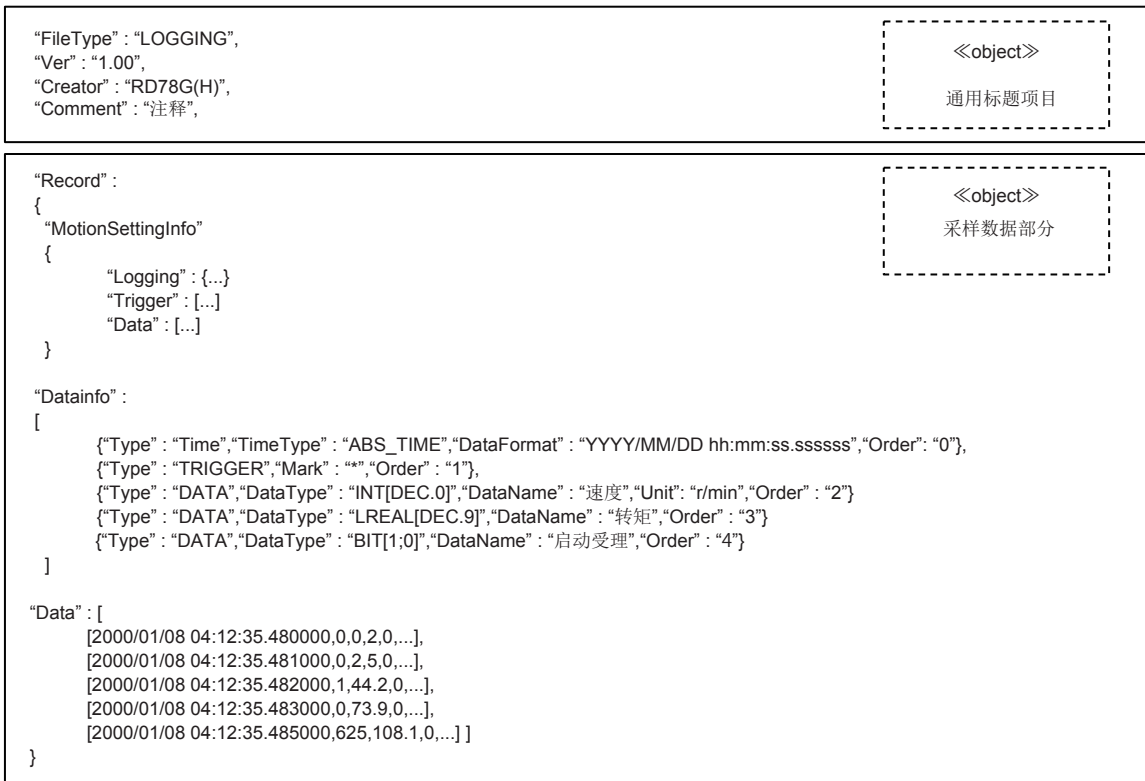 “FileType” : “LOGGING”,
“Ver” : “1.00”,
“Creator” : “RD78G(H)”,
“Comment” : “注释”,
≪object≫
通用标题项目
“Record” :
{
“MotionSettingInfo”
{
“Logging” : {...}
“Trigger” : [...]
“Data” : [...]
}
≪object≫
采样数据部分
“Datainfo” :
[
{“Type” : “Time”,“TimeType” : “ABS_TIME”,“DataFormat” : “YYYY/MM/DD hh:mm:ss.ssssss”,“Order”: “0”},
{“Type” : “TRIGGER”,“Mark” : “*”,“Order” : “1”},
{“Type” : “DATA”,“DataType” : “INT[DEC.0]”,“DataName” : “速度”,“Unit”: “r/min”,“Order” : “2”}
{“Type” : “DATA”,“DataType” : “LREAL[DEC.9]”,“DataName” : “转矩”,“Order” : “3”}
{“Type” : “DATA”,“DataType” : “BIT[1;0]”,“DataName” : “启动受理”,“Order” : “4”}
]
“Data” : [
[2000/01/08 04:12:35.480000,0,0,2,0,...],
[2000/01/08 04:12:35.481000,0,2,5,0,...],
[2000/01/08 04:12:35.482000,1,44.2,0,...],
[2000/01/08 04:12:35.483000,0,73.9,0,...],
[2000/01/08 04:12:35.485000,625,108.1,0,...] ]
}